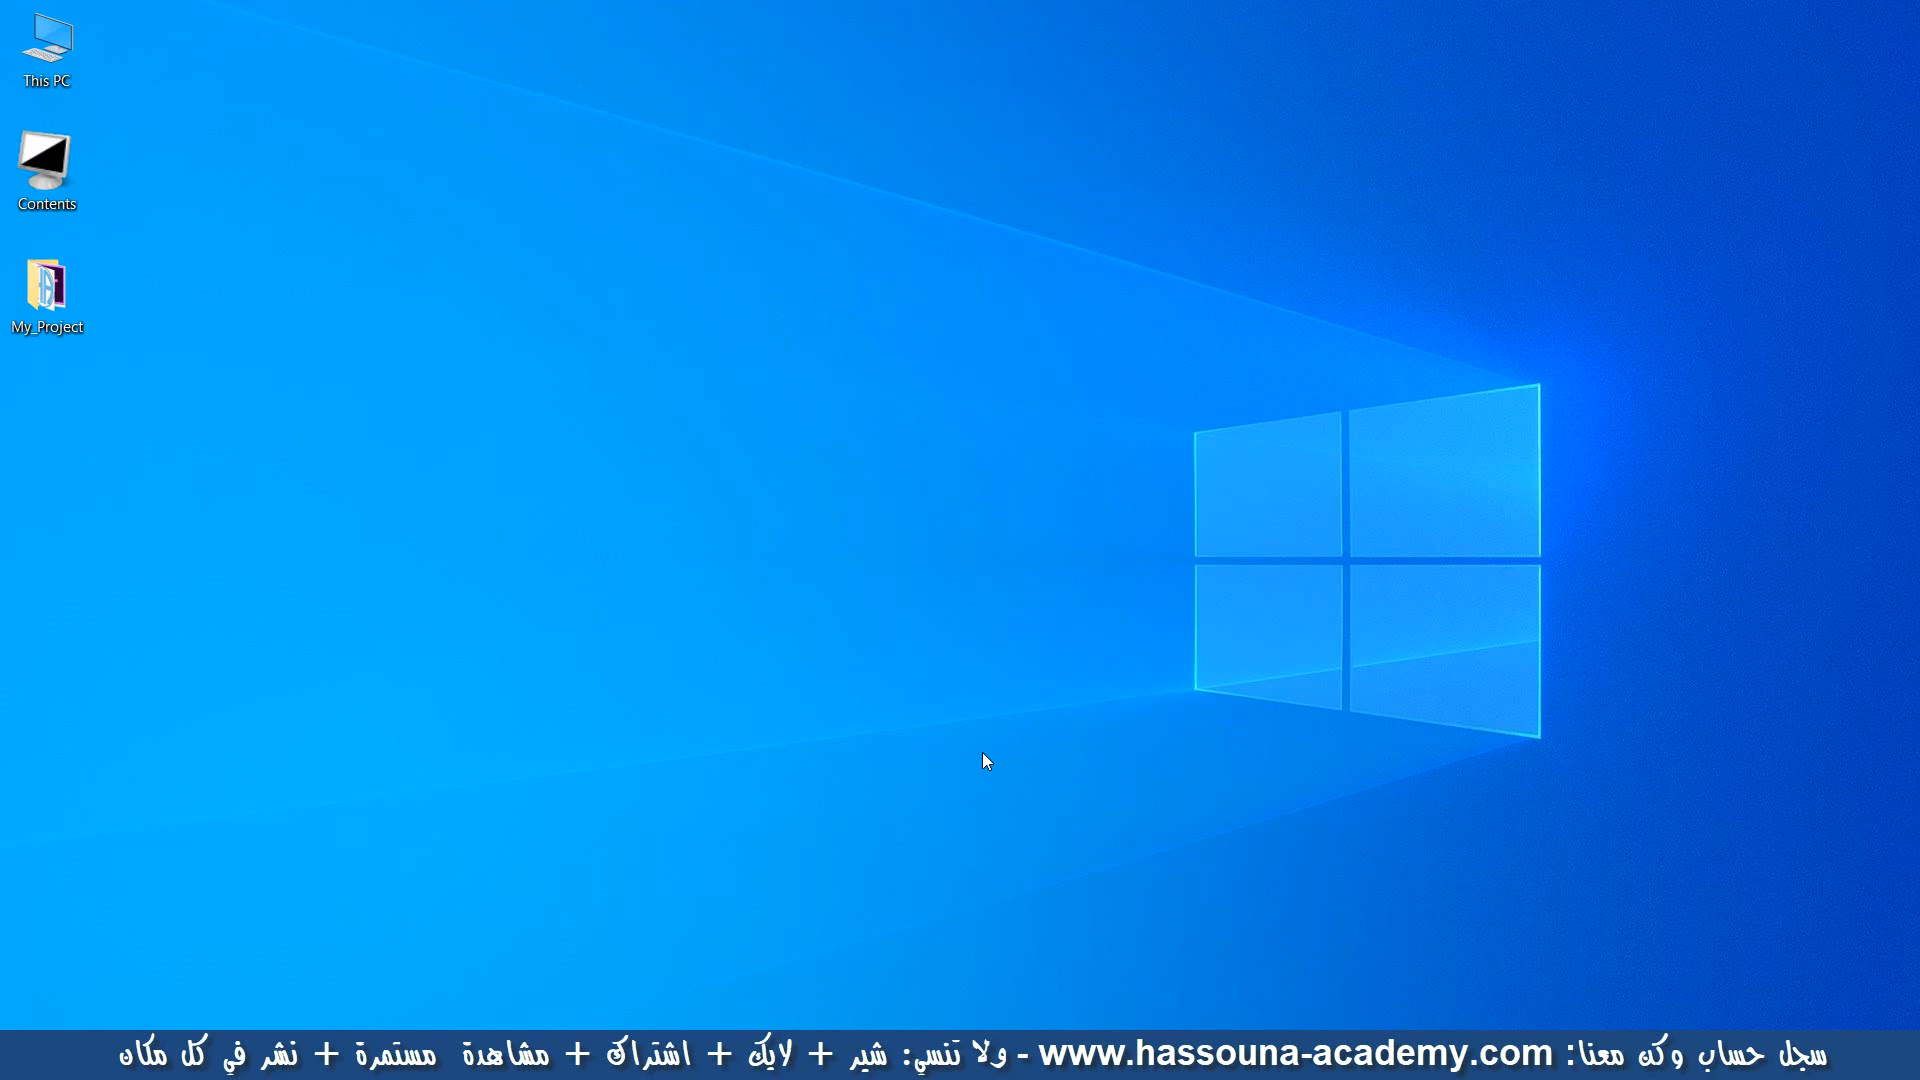 This PC
Contents
My_Project
سجل حساب وكن معنا: www.hassouna-academy.com - ولا تنسي: شير + لايك + اشتراك + مشاهدة مستمرة + نشر في كل مكان